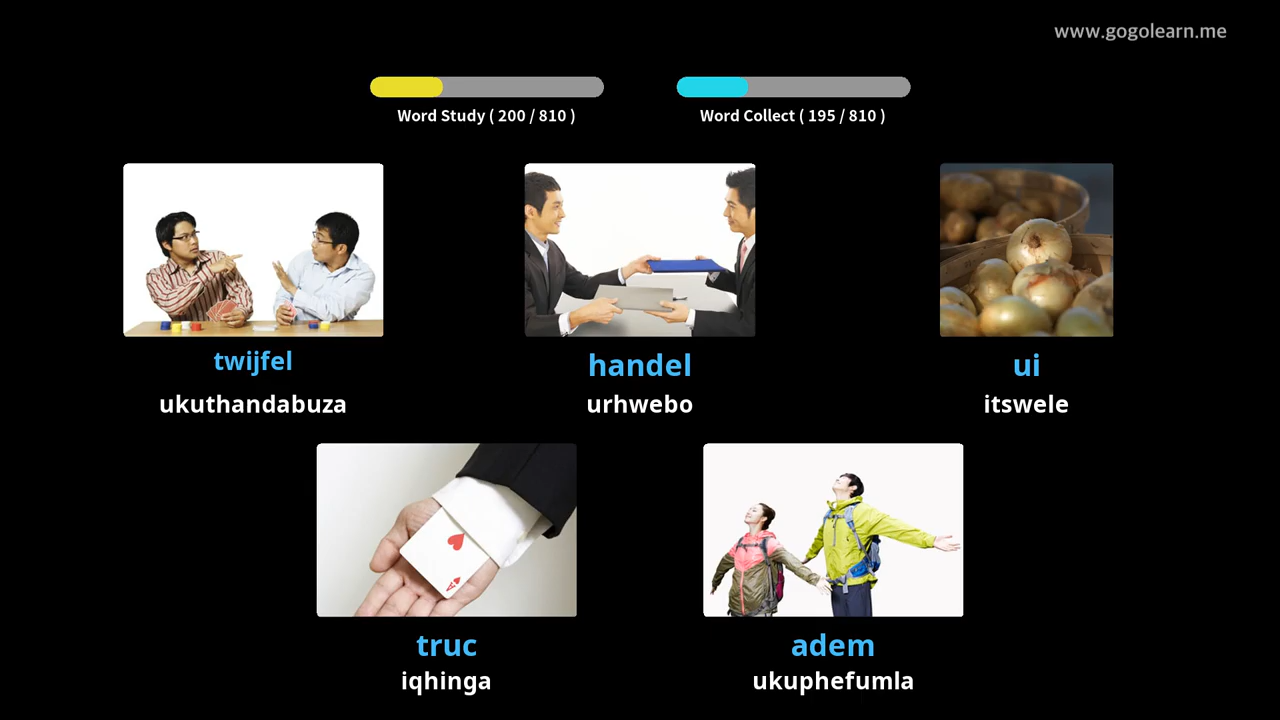 www.gogolearn.me
Word Study ( 200 / 810 )
Word Collect ( 195 / 810 )
twijfel
handel
ui
ukuthandabuza
urhwebo
itswele
truc
adem
iqhinga
ukuphefumla